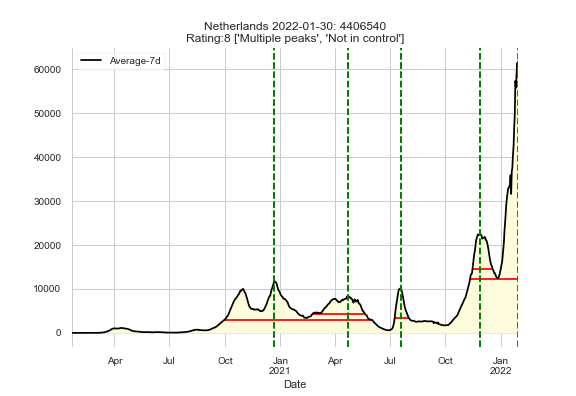 Netherlands 2022-01-30: 4406540
Rating:8 ['Multiple peaks', 'Not in control']
Average-7d
60000
50000
40000
30000
20000
10000
0
Apr Jul Oct Jan Apr Jul Oct Jan
2021 2022
Date